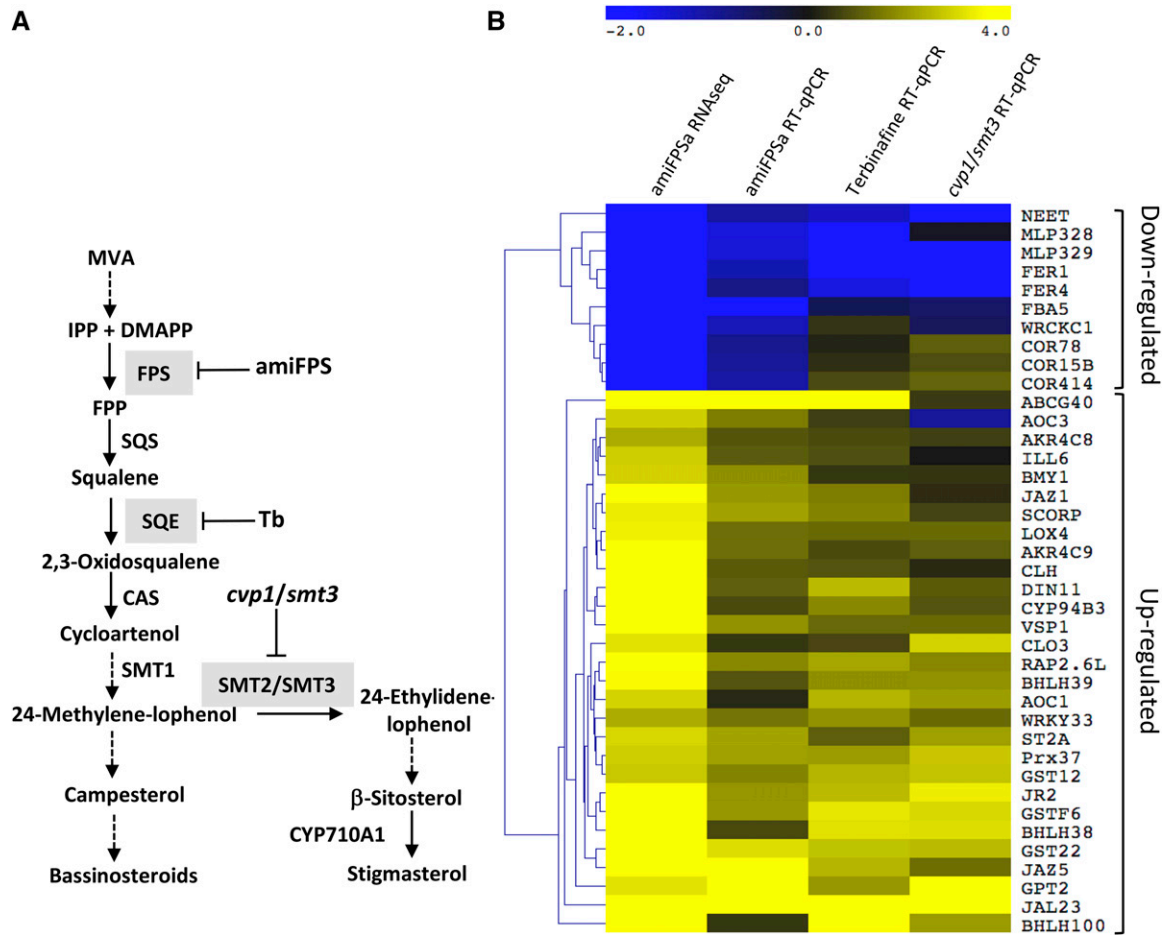 A
MVA
IPP + DMAPP
FPS
amiFPS
FPP
SQS
Squalene
SQE
Tb
2,3-Oxidosqualene
CAS
cvp1/smt3
Cycloartenol
SMT1
SMT2/SMT3
24-Methylene-lophenol
24-Ethylidene-
lophenol
Campesterol
β-Sitosterol
CYP710A1
Bassinosteroids
Stigmasterol
B
-2.0 0.0 4.0
amiFPSa RNAseq
amiFPSa RT-qPCR
Terbinafine RT-qPCR
cvp1/smt3 RT-qPCR
NEET
MLP328
MLP329
FER1
FER4
FBA5
WRCKC1
COR78
COR15B
COR414
ABCG40
AOC3
AKR4C8
ILL6
BMY1
JAZ1
SCORP
LOX4
AKR4C9
CLH
DIN11
CYP94B3
VSP1
CLO3
RAP2.6L
BHLH39
AOC1
WRKY33
ST2A
Prx37
GST12
JR2
GSTF6
BHLH38
GST22
JAZ5
GPT2
JAL23
BHLH100
Down-regulated
Up-regulated